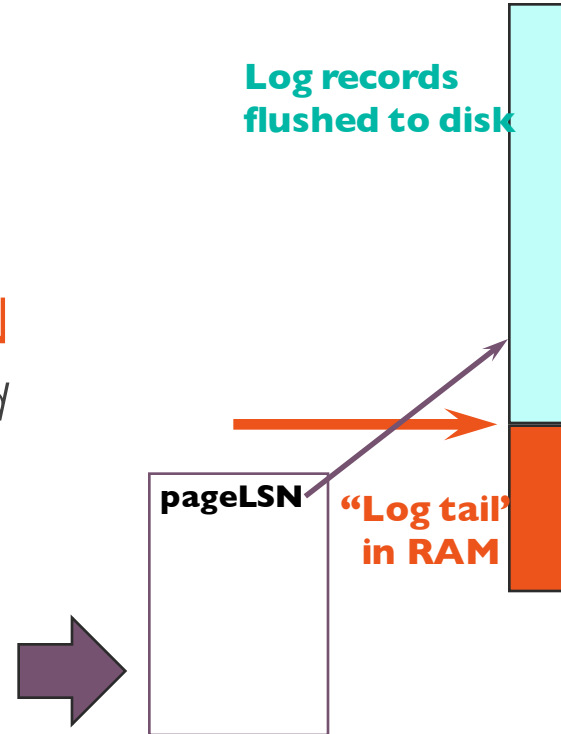 Log records
flushed to disk
pageLSN
“Log tail”
in RAM